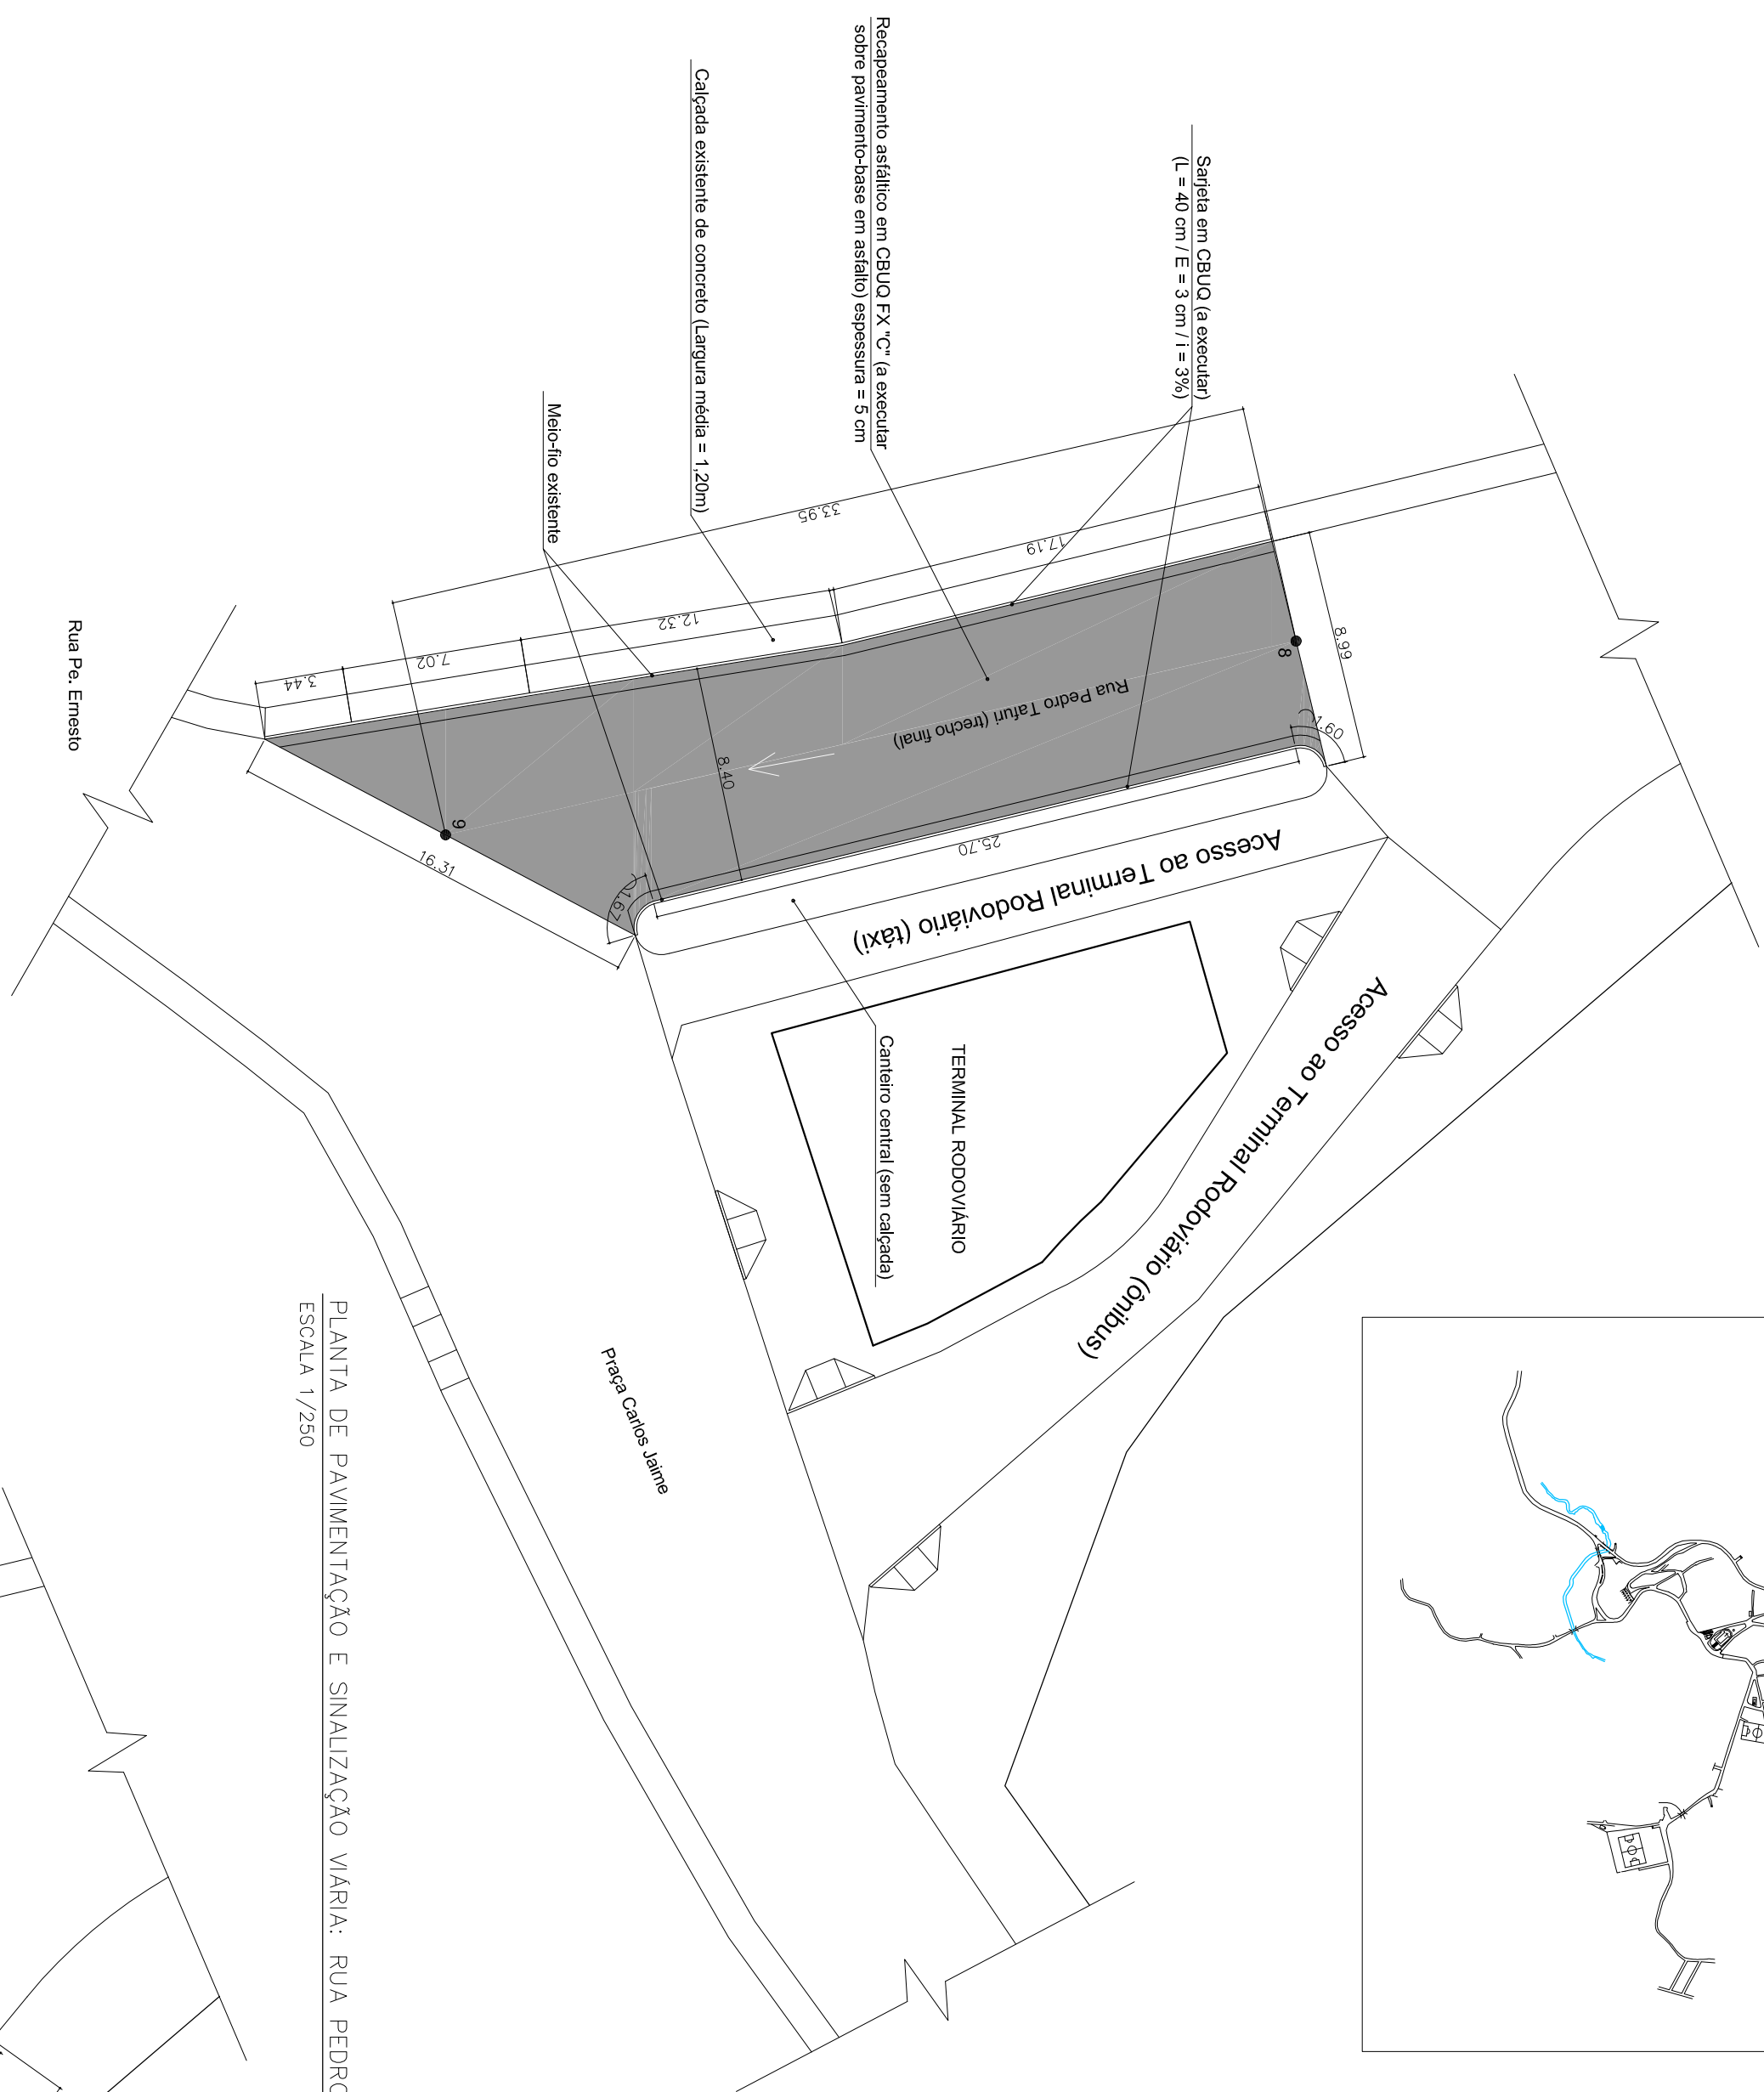 Recapeamento asfáltico em CBUQ FX "C" (a executar
sobre pavimento-base em asfalto) espessura = 5 cm
Calçada existente de concreto (Largura média = 1,20m)
Sarjeta em CBUQ (a executar)
(L = 40 cm / E = 3 cm / i = 3%)
Meio-fio existente
33.95
17.19
12.32
7.02
3.44
8.99
8
1.60
Rua Pedro Tafuri (trecho final)
8.40
9
16.31
1.67
25.70
Rua Pe. Ernesto
Acesso ao Terminal Rodoviário (táxi)
Acesso ao Terminal Rodoviário (ônibus)
TERMINAL RODOVIÁRIO
Canteiro central (sem calçada)
Praça Carlos Jaime
PLANTA DE PAVIMENTAÇÃO E SINALIZAÇÃO VIÁRIA: RUA PEDRO
ESCALA 1/250